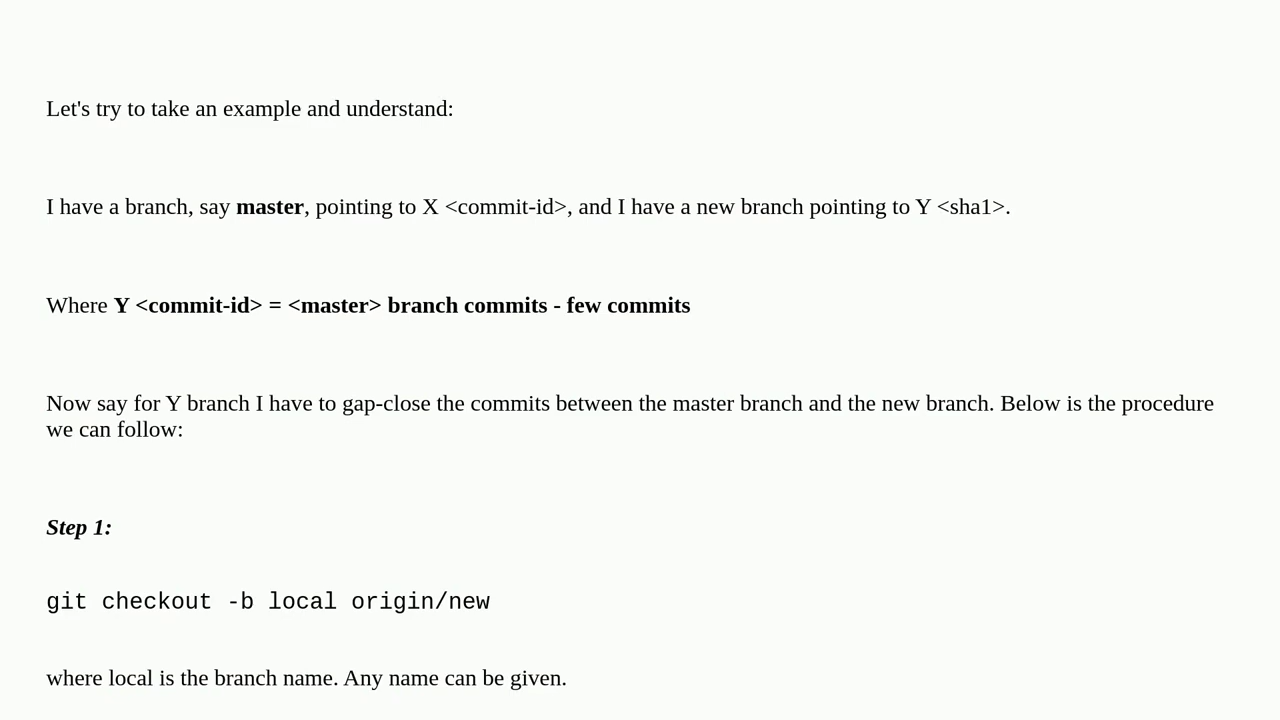 Let's try to take an example and understand:
I have a branch, say master, pointing to X <commit-id>, and I have a new branch pointing to Y <sha1>.
Where Y <commit-id> = <master> branch commits - few commits
Now say for Y branch I have to gap-close the commits between the master branch and the new branch. Below is the procedure
we can follow:
Step 1:
git checkout -b local origin/new
where local is the branch name. Any name can be given.